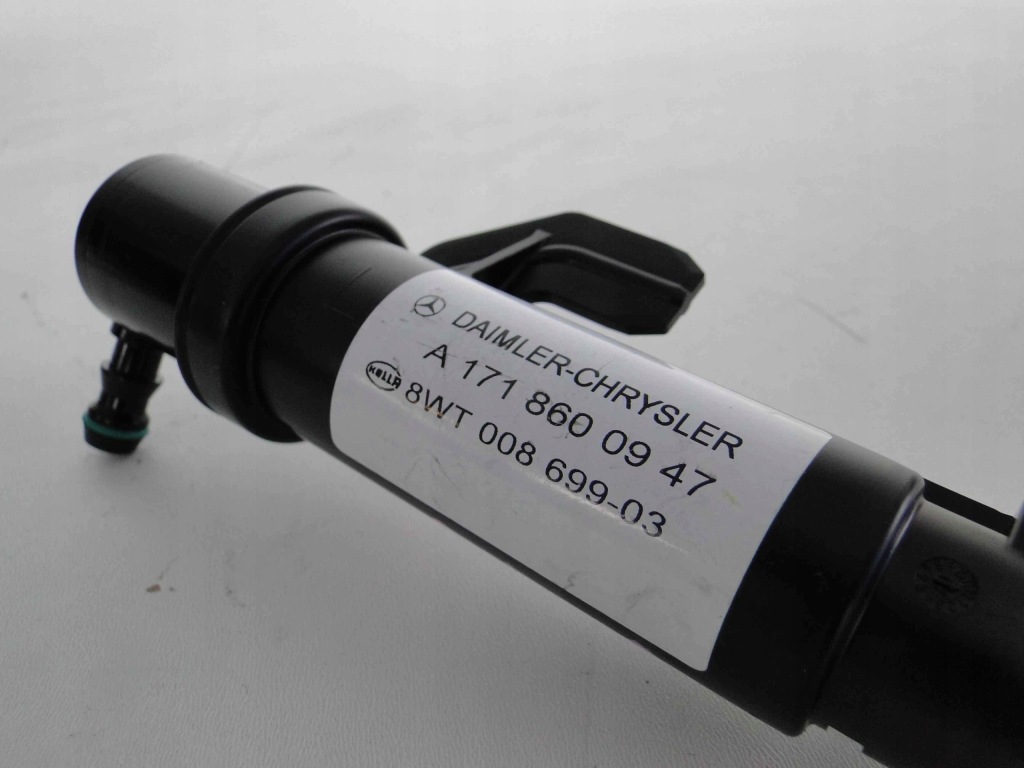 DAIMLER-CHRYSLER
A 171 860 09 47
HELLA 8WT 008 699-03